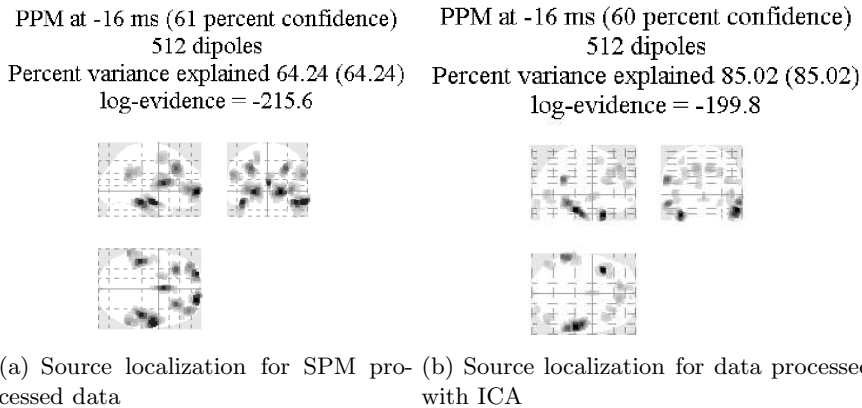 PPM at -16 ms (61 percent confidence)
512 dipoles
Percent variance explained 64.24 (64.24)
log-evidence = -215.6
PPM at -16 ms (60 percent confidence)
512 dipoles
Percent variance explained 85.02 (85.02)
log-evidence = -199.8
(a) Source localization for SPM pro-
cessed data
(b) Source localization for data processed
with ICA